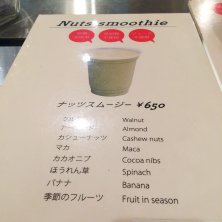 Nuts smoothie
ナッツスムージー ¥650
Walnut
Almond
カシューナッツ Cashew nuts
マカ Maca
カカオニブ Cocoa nibs
ほうれん草 Spinach
バナナ Banana
季節のフルーツ Fruit in season